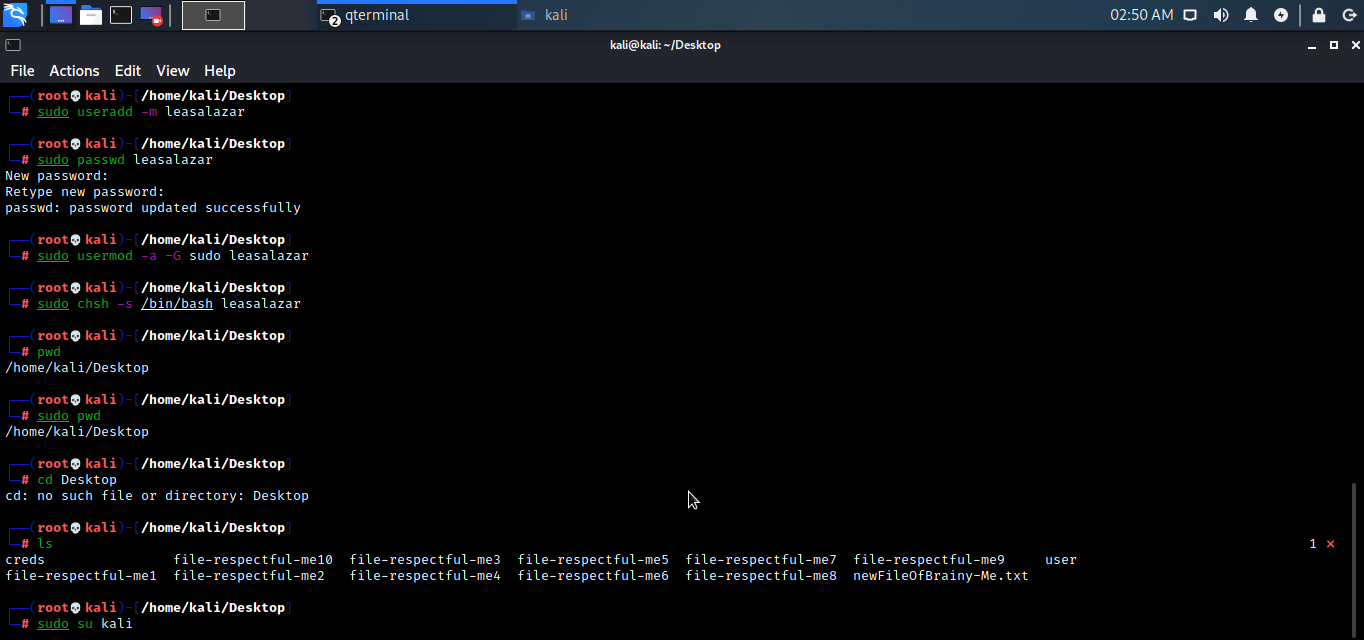 qterminal 2 kali 02:50 AM
kali@kali: ~/Desktop
File Actions Edit View Help
┌──(root💀kali)-[/home/kali/Desktop]
└─# sudo useradd -m leasalazar
┌──(root💀kali)-[/home/kali/Desktop]
└─# sudo passwd leasalazar
New password:
Retype new password:
passwd: password updated successfully
┌──(root💀kali)-[/home/kali/Desktop]
└─# sudo usermod -a -G sudo leasalazar
┌──(root💀kali)-[/home/kali/Desktop]
└─# sudo chsh -s /bin/bash leasalazar
┌──(root💀kali)-[/home/kali/Desktop]
└─# pwd
/home/kali/Desktop
┌──(root💀kali)-[/home/kali/Desktop]
└─# sudo pwd
/home/kali/Desktop
┌──(root💀kali)-[/home/kali/Desktop]
└─# cd Desktop
cd: no such file or directory: Desktop
┌──(root💀kali)-[/home/kali/Desktop]
└─# ls 1 ⨯
creds file-respectful-me10 file-respectful-me3 file-respectful-me5 file-respectful-me7 file-respectful-me9 user
file-respectful-me1 file-respectful-me2 file-respectful-me4 file-respectful-me6 file-respectful-me8 newFileOfBrainy-Me.txt
┌──(root💀kali)-[/home/kali/Desktop]
└─# sudo su kali